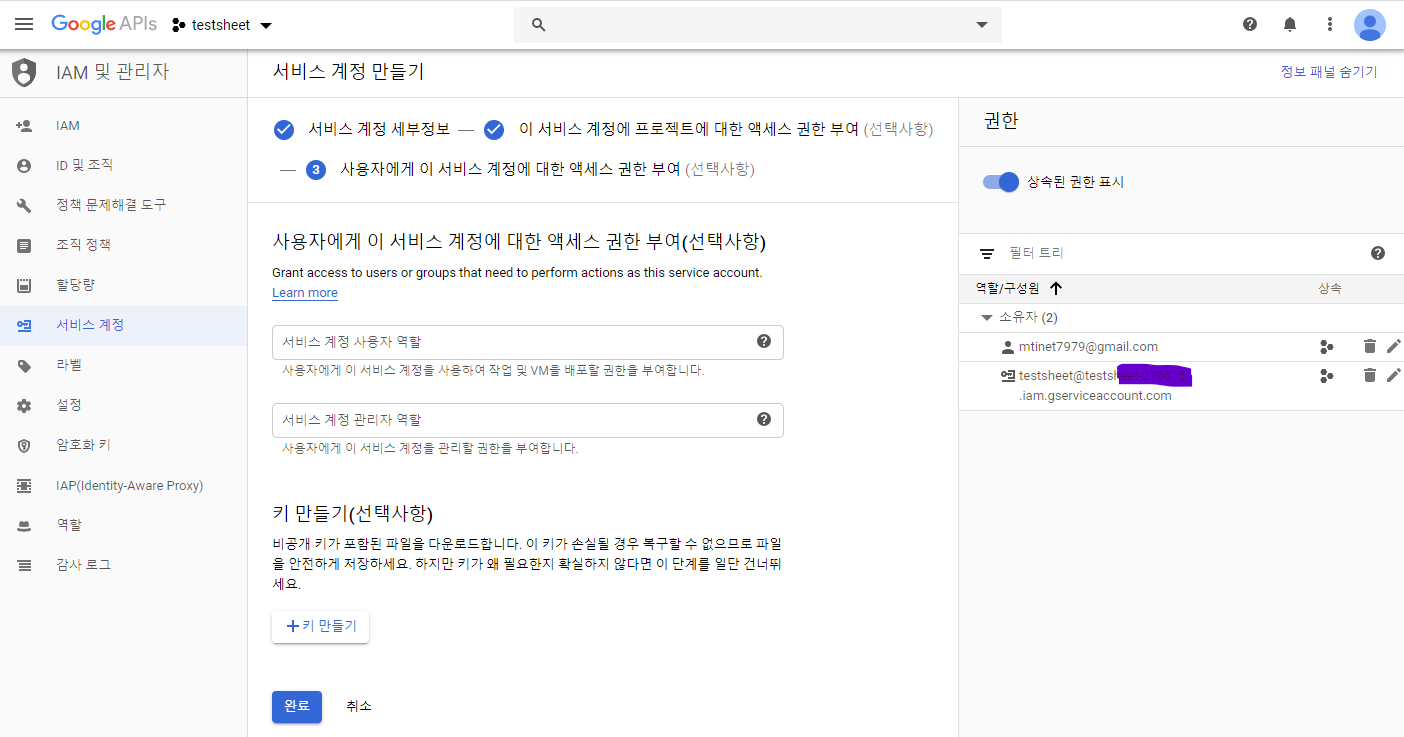 Google APIs
testsheet
IAM 및 관리자
서비스 계정 만들기
정보 패널 숨기기
IAM
ID 및 조직
정책 문제해결 도구
조직 정책
할당량
서비스 계정
라벨
설정
암호화 키
IAP(Identity-Aware Proxy)
역할
감사 로그
서비스 계정 세부정보 — 이 서비스 계정에 프로젝트에 대한 액세스 권한 부여 (선택사항)
— 3 사용자에게 이 서비스 계정에 대한 액세스 권한 부여 (선택사항)
사용자에게 이 서비스 계정에 대한 액세스 권한 부여(선택사항)
Grant access to users or groups that need to perform actions as this service account.
Learn more
서비스 계정 사용자 역할
사용자에게 이 서비스 계정을 사용하여 작업 및 VM을 배포할 권한을 부여합니다.
서비스 계정 관리자 역할
사용자에게 이 서비스 계정을 관리할 권한을 부여합니다.
키 만들기(선택사항)
비공개 키가 포함된 파일을 다운로드합니다. 이 키가 손실될 경우 복구할 수 없으므로 파일
을 안전하게 저장하세요. 하지만 키가 왜 필요한지 확실하지 않다면 이 단계를 일단 건너뛰
세요.
+키 만들기
완료 취소
권한
상속된 권한 표시
필터 트리
역할/구성원 상속
소유자 (2)
mtinet7979@gmail.com
testsheet@testsh
.iam.gserviceaccount.com